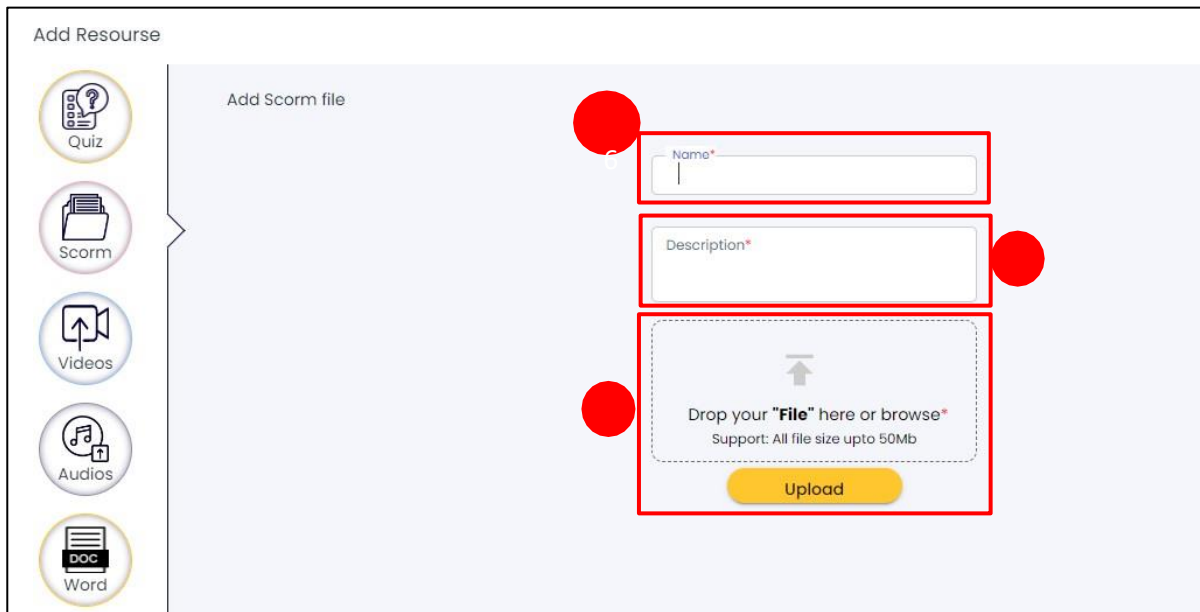 Add Resourse
Quiz
Scorm
Videos
Audios
DOC
Word
Add Scorm file
6
Name*
Description*
Drop your "File" here or browse*
Support: All file size upto 50Mb
Upload